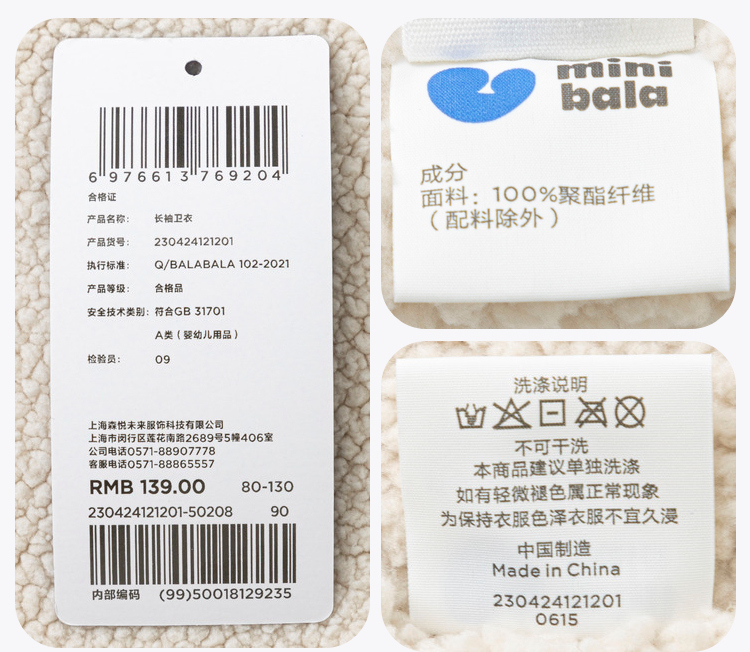 6 976613 769204
合格证
产品名称： 长袖卫衣
产品货号： 230424121201
执行标准： Q/BALABALA 102-2021
产品等级： 合格品
安全技术类别：符合GB 31701
A类（婴幼儿用品）
检验员： 09
上海森悦未来服饰科技有限公司
上海市闵行区莲花南路2689号5幢406室
公司电话0571-88907778
客服电话0571-88865557
RMB 139.00 80-130
230424121201-50208 90
内部编码 (99)50018129235
mini
bala
成分
面料：100%聚酯纤维
（配料除外）
洗涤说明
不可干洗
本商品建议单独洗涤
如有轻微褪色属正常现象
为保持衣服色泽衣服不宜久浸
中国制造
Made in China
230424121201
0615